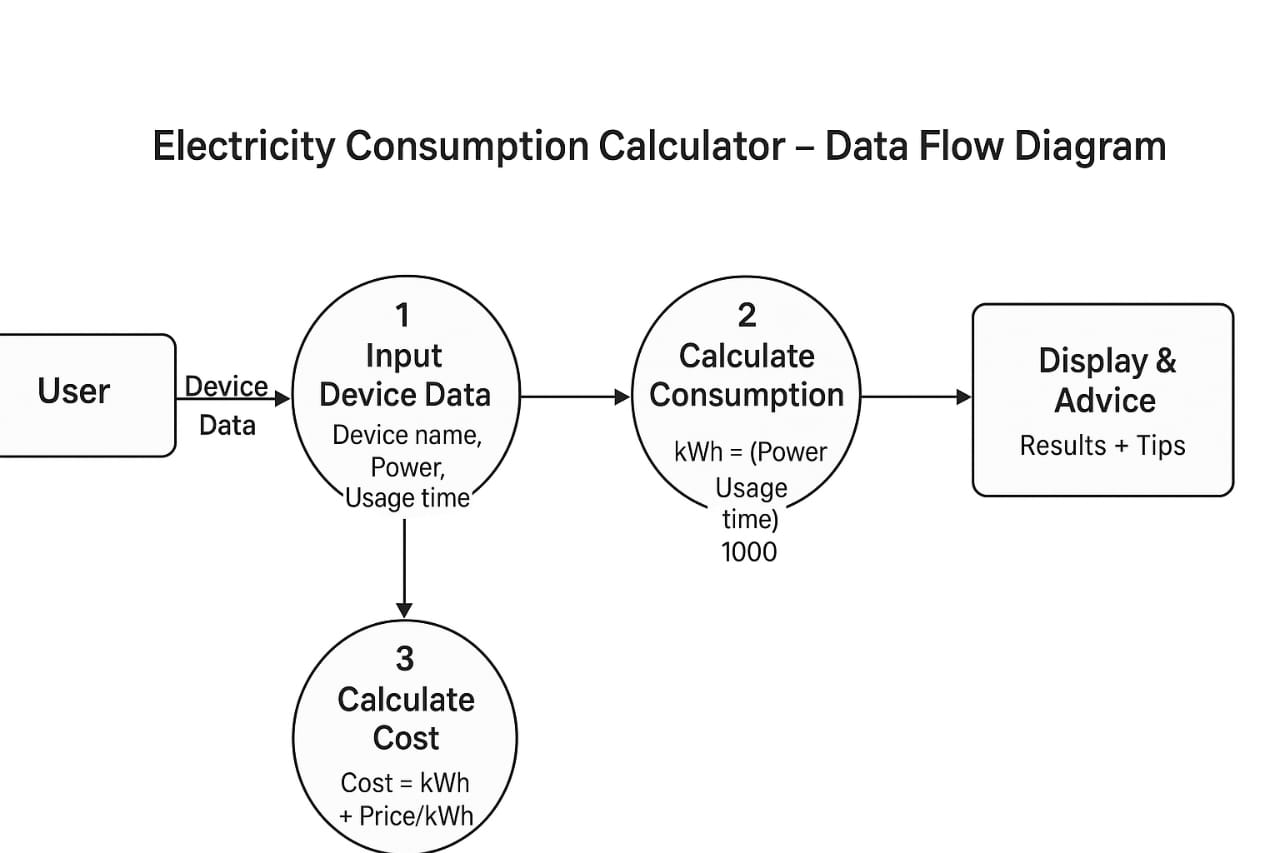 Electricity Consumption Calculator – Data Flow Diagram
User
Device
Data
1
Input
Device Data
Device name,
Power,
Usage time
2
Calculate
Consumption
kWh = (Power
Usage
time)
1000
Display &
Advice
Results + Tips
3
Calculate
Cost
Cost = kWh
+ Price/kWh